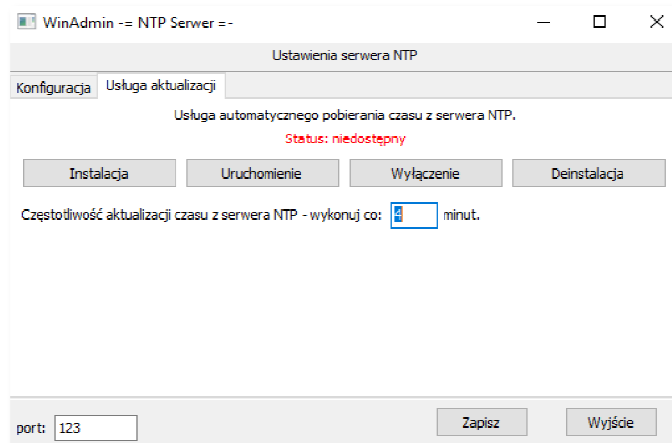 WinAdmin -= NTP Serwer =-
Ustawienia serwera NTP
Konfiguracja Usługa aktualizacji
Usługa automatycznego pobierania czasu z serwera NTP.
Status: niedostępny
Instalacja Uruchomienie Wyłączenie Deinstalacja
Częstotliwość aktualizacji czasu z serwera NTP - wykonuj co: 4 minut.
port: 123 Zapisz Wyjście